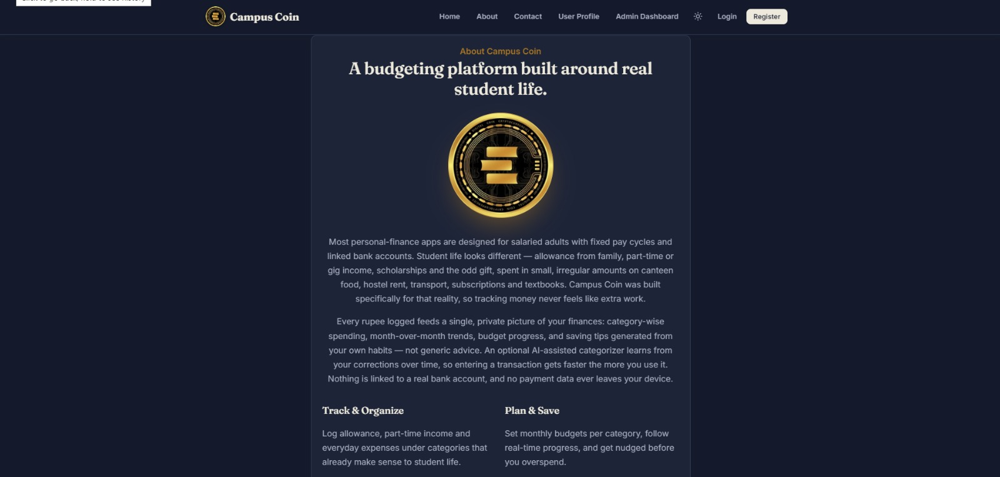 Campus Coin
Home
About
Contact
User Profile
Admin Dashboard
Login
Register
About Campus Coin
A budgeting platform built around real
student life.
DIGITAL COIN CRYPTOCURRENCIES
DIGITAL COIN CRYPTOCURRENCIES
Most personal-finance apps are designed for salaried adults with fixed pay cycles and
linked bank accounts. Student life looks different — allowance from family, part-time or
gig income, scholarships and the odd gift, spent in small, irregular amounts on canteen
food, hostel rent, transport, subscriptions and textbooks. Campus Coin was built
specifically for that reality, so tracking money never feels like extra work.
Every rupee logged feeds a single, private picture of your finances: category-wise
spending, month-over-month trends, budget progress, and saving tips generated from
your own habits — not generic advice. An optional AI-assisted categorizer learns from
your corrections over time, so entering a transaction gets faster the more you use it.
Nothing is linked to a real bank account, and no payment data ever leaves your device.
Track & Organize
Log allowance, part-time income and
everyday expenses under categories that
already make sense to student life.
Plan & Save
Set monthly budgets per category, follow
real-time progress, and get nudged before
you overspend.